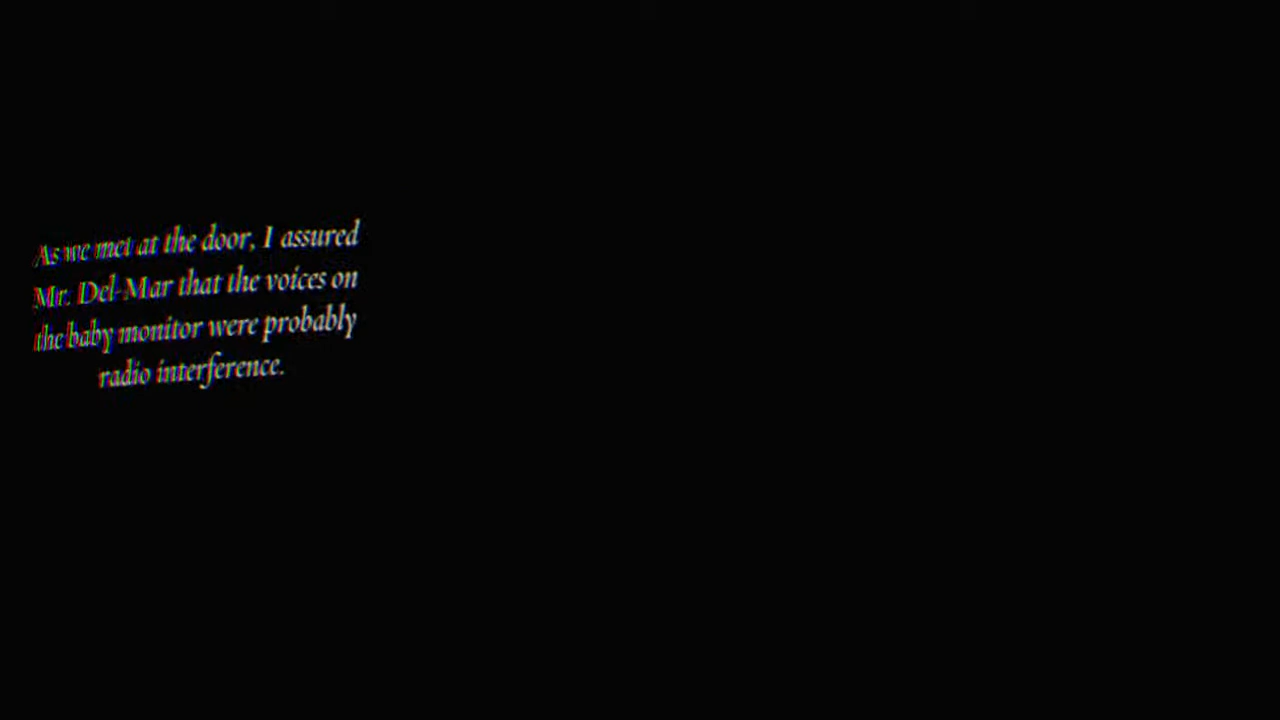 As we met at the door, I assured
Mr. Del-Mar that the voices on
the baby monitor were probably
radio interference.